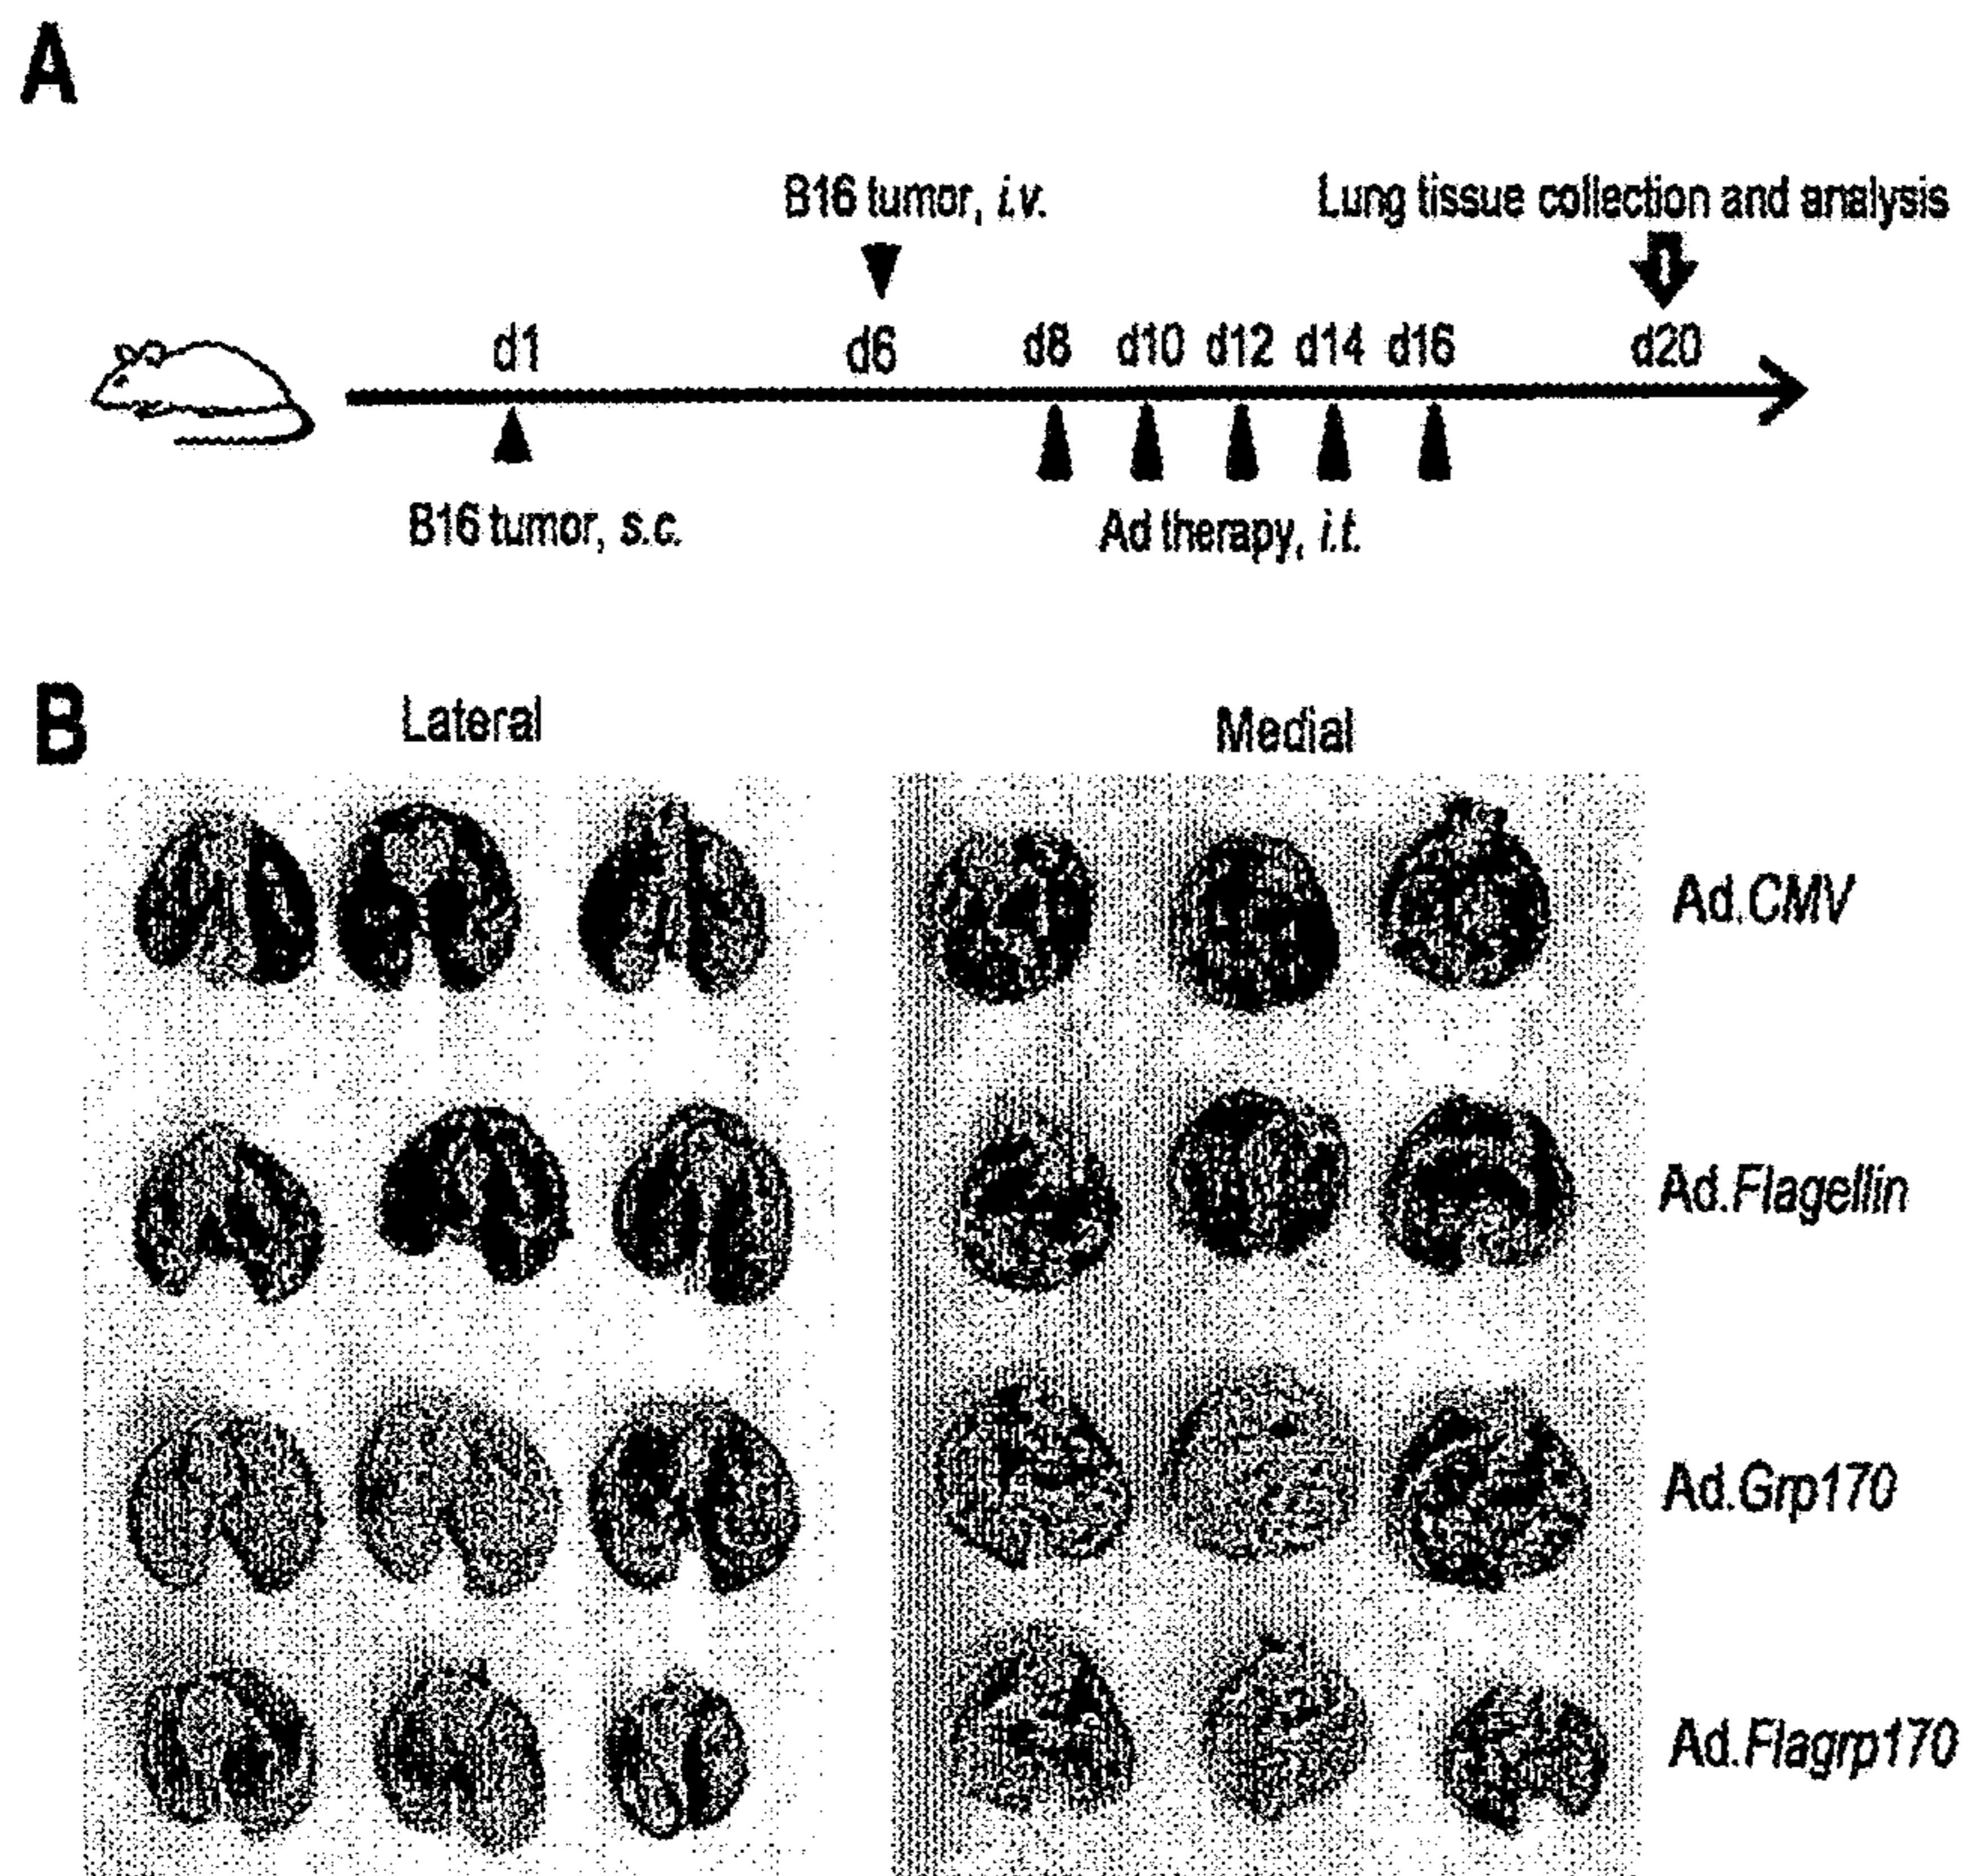 A
B16 tumor, i.v.
Lung tissue collection and analysis
d1 d6 d8 d10 d12 d14 d16 d20
B16 tumor, s.c.
Ad therapy, i.t.
B
Lateral
Medial
Ad.CMV
Ad.Flagellin
Ad.Grp170
Ad.Flagrp170